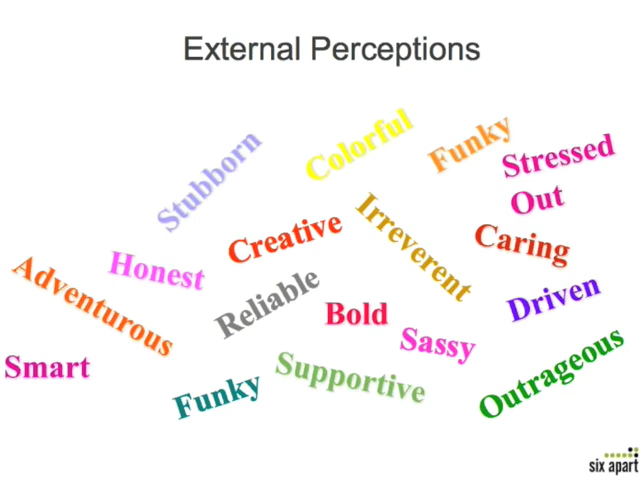 External Perceptions
Colorful
Funky
Stubborn
Stressed
Out
Irreverent
Creative
Caring
Honest
Adventurous
Reliable
Driven
Bold
Sassy
Smart
Supportive
Outrageous
Funky
six apart